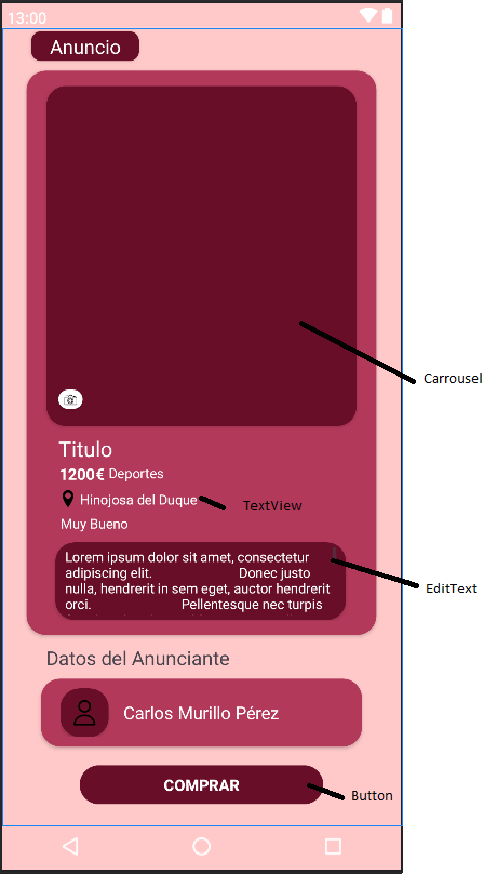 13:00
Anuncio
Carrousel
Titulo
1200€ Deportes
Hinojosa del Duque
TextView
Muy Bueno
Lorem ipsum dolor sit amet, consectetur
adipiscing elit. Donec justo
nulla, hendrerit in sem eget, auctor hendrerit
orci. Pellentesque nec turpis
EditText
Datos del Anunciante
Carlos Murillo Pérez
COMPRAR
Button